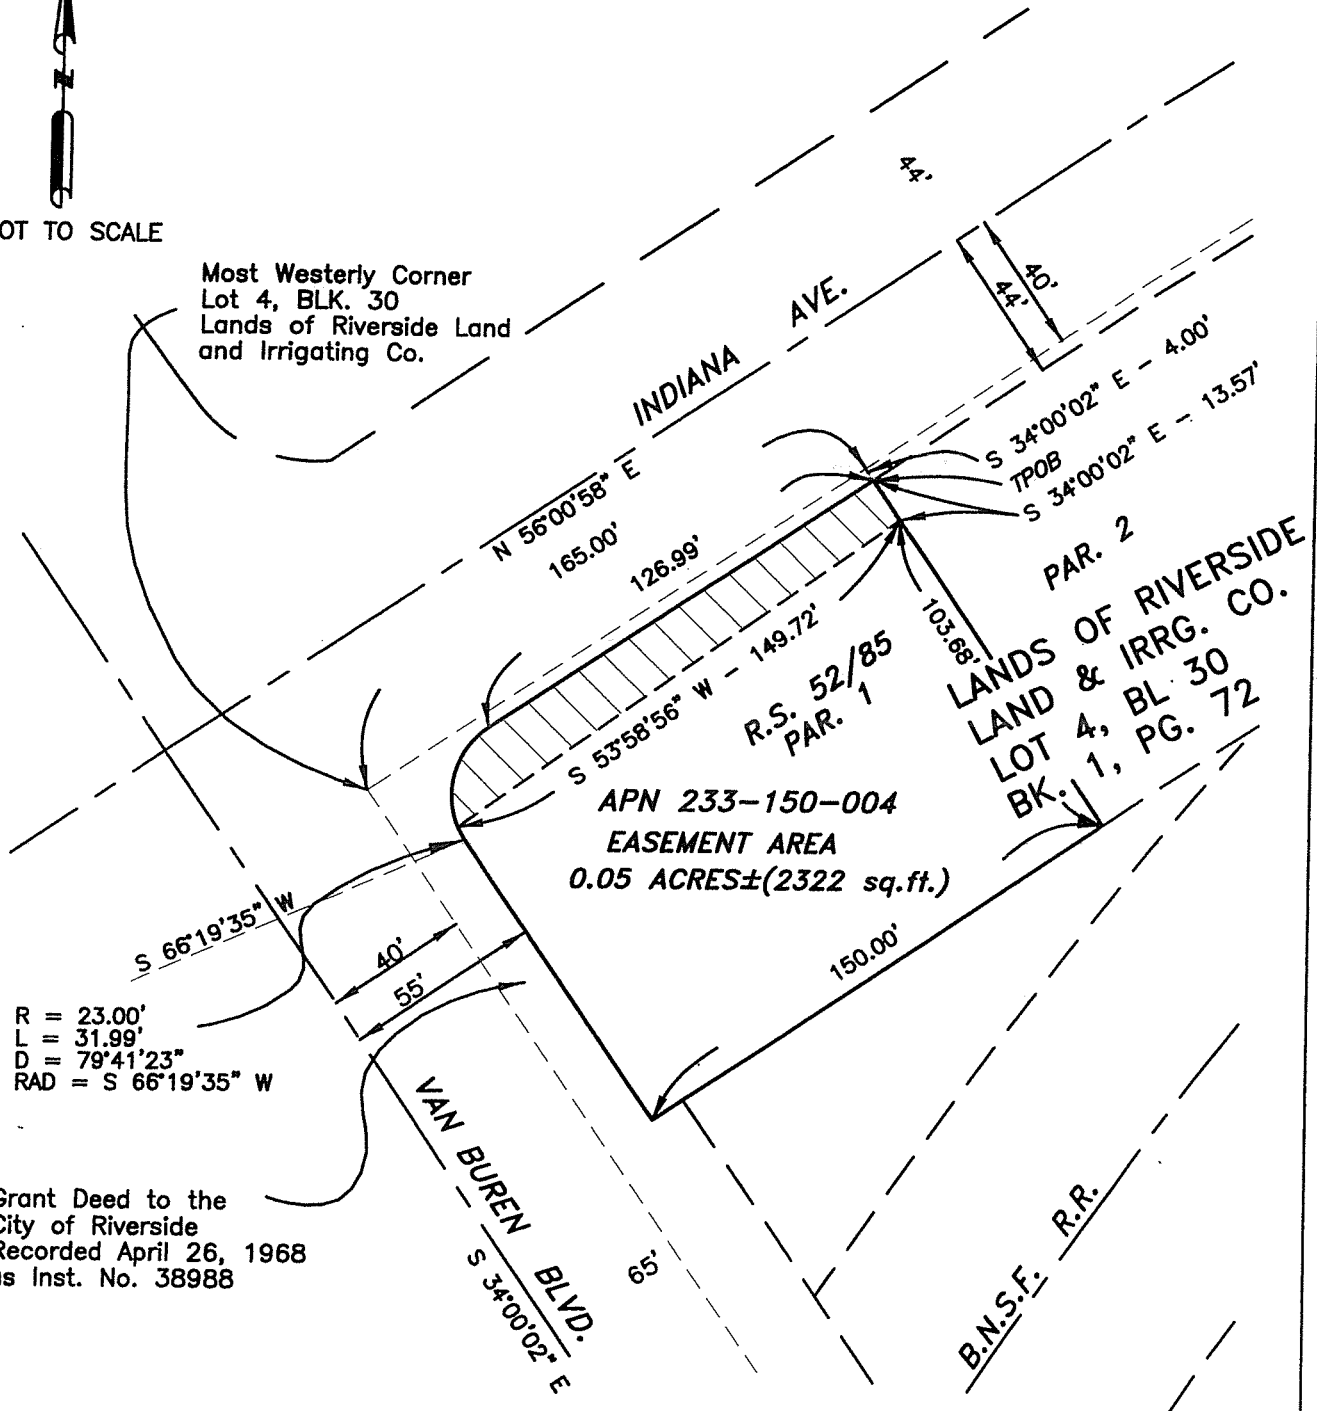 N
OT TO SCALE
Most Westerly Corner
Lot 4, BLK. 30
Lands of Riverside Land
and Irrigating Co.
44'
40'
44'
INDIANA AVE.
N 56°00'58" E
165.00'
126.99'
S 34°00'02" E - 4.00'
TPOB
S 34°00'02" E - 13.57'
PAR. 2
LANDS OF RIVERSIDE
LAND & IRRG. CO.
LOT 4, BL 30
BK. 1, PG. 72
103.68'
S 53°58'56" W - 149.72'
R.S. 52/85
PAR. 1
APN 233-150-004
EASEMENT AREA
0.05 ACRES±(2322 sq.ft.)
150.00'
S 66°19'35" W
40'
55'
R = 23.00'
L = 31.99'
D = 79°41'23"
RAD = S 66°19'35" W
VAN BUREN BLVD.
S 34°00'02" E
65'
Grant Deed to the
City of Riverside
Recorded April 26, 1968
as Inst. No. 38988
B.N.S.F. R.R.